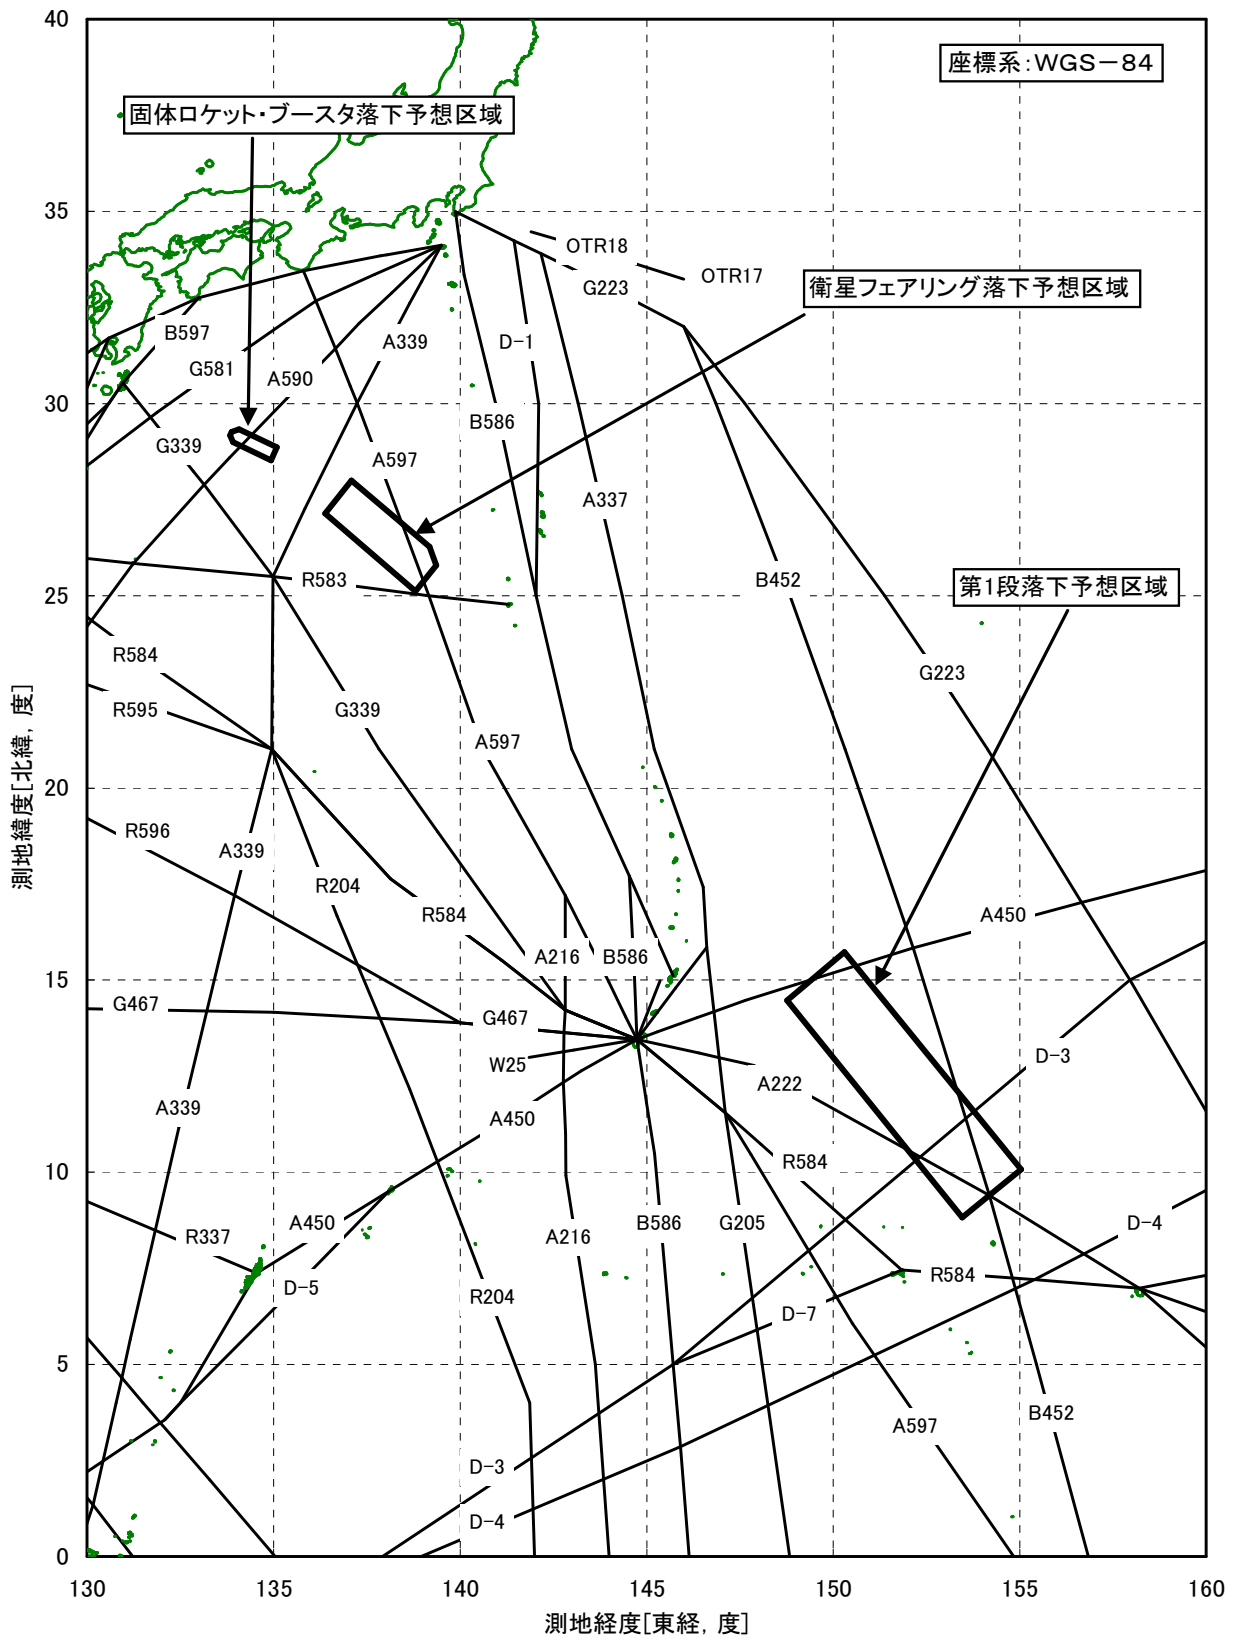 40
座標系:WGS-84
固体ロケット・ブースタ落下予想区域
35
OTR18
OTR17
G223
衛星フェアリング落下予想区域
B597
A339
D-1
G581
A590
30
B586
G339
A597
A337
R583
B452
第1段落下予想区域
25
R584
G223
R595
G339
A597
20
R596
A339
R204
R584
A450
A216
B586
15
G467
G467
W25
D-3
A222
A339
A450
R584
10
R337
A450
A216
B586
G205
D-4
D-5
R584
R204
D-7
5
A597
B452
D-3
D-4
0
130
135
140
145
150
155
160
測地経度[東経, 度]
測地緯度[北緯, 度]